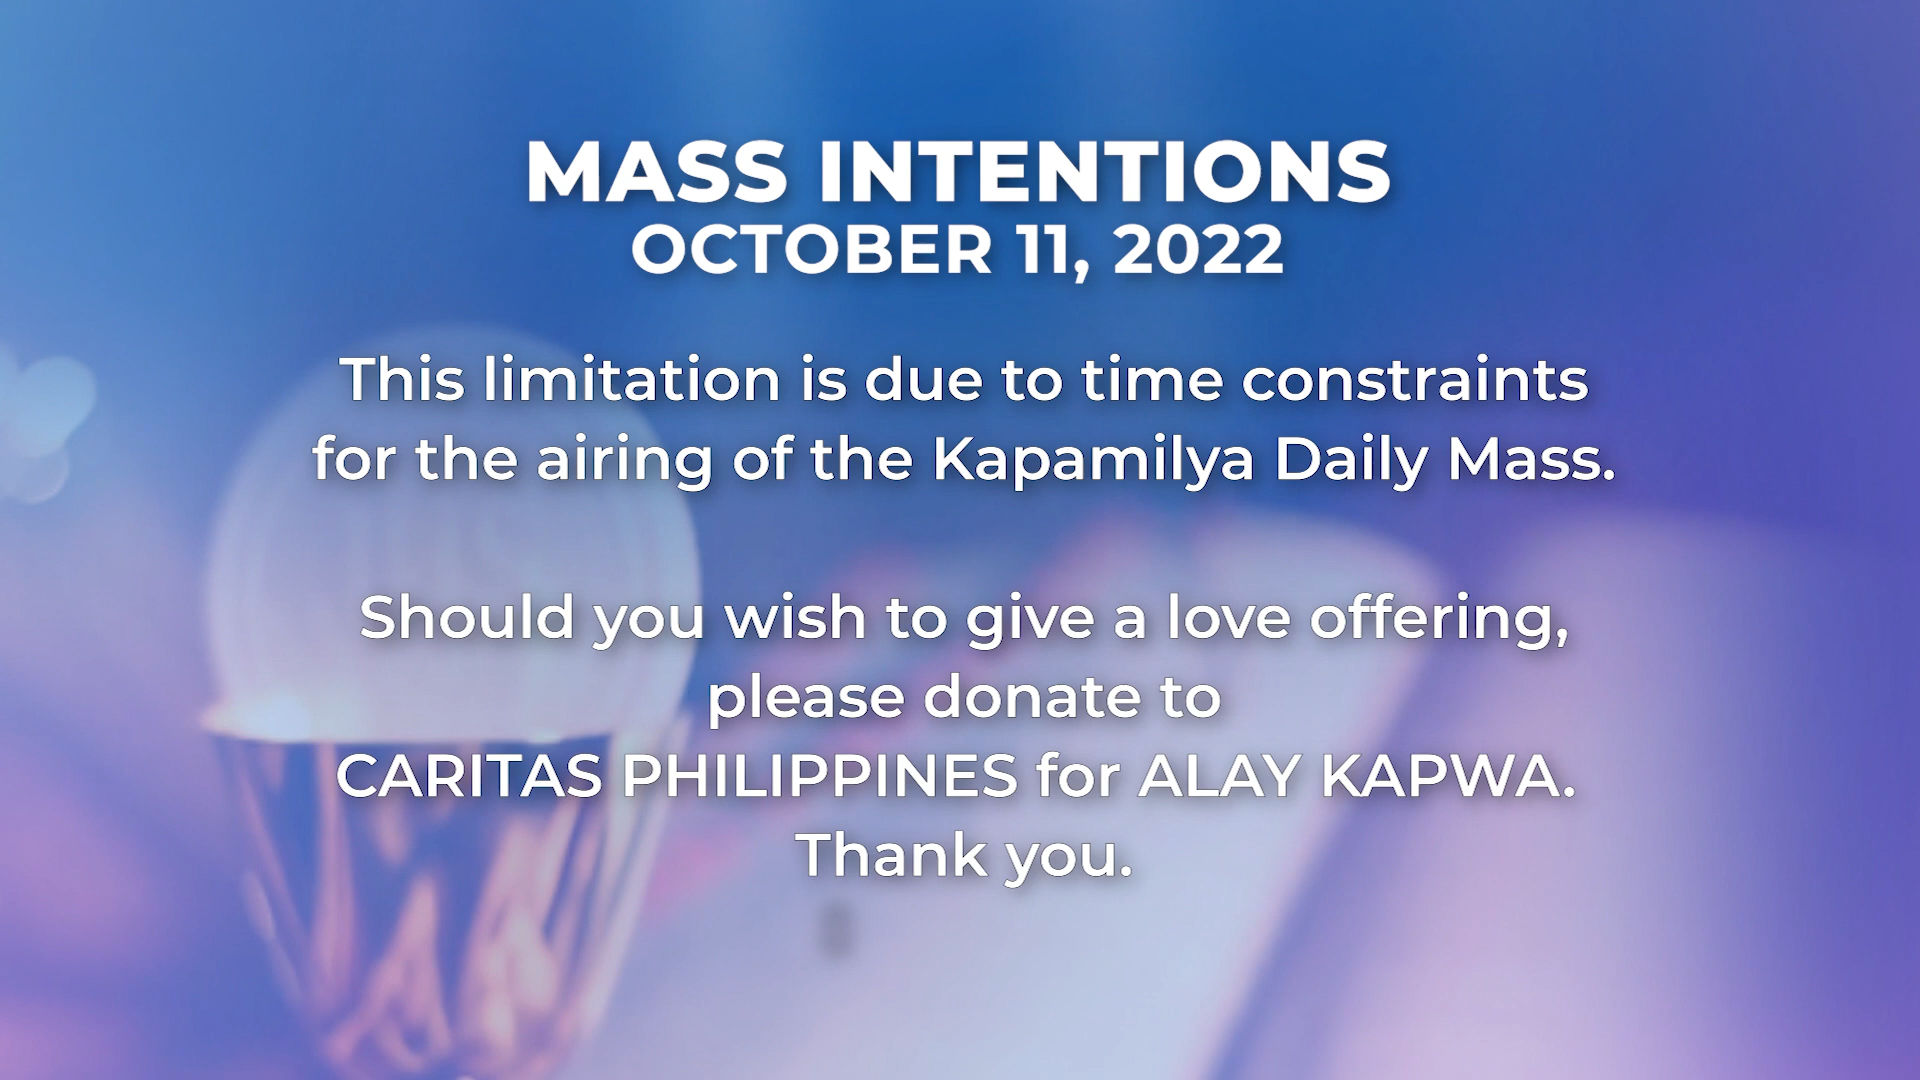 MASS INTENTIONS
OCTOBER 11, 2022
This limitation is due to time constraints
for the airing of the Kapamilya Daily Mass.
Should you wish to give a love offering,
please donate to
CARITAS PHILIPPINES for ALAY KAPWA.
Thank you.